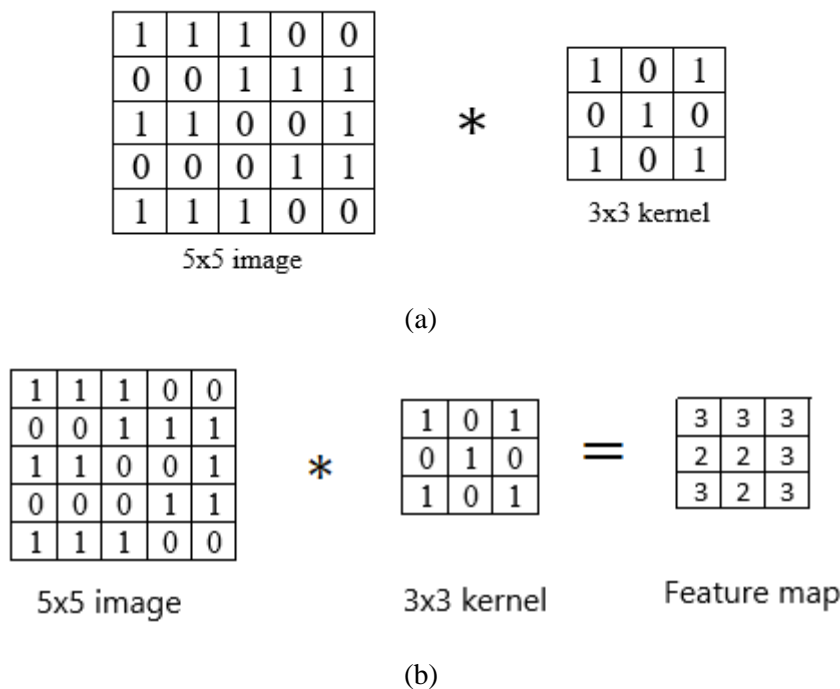 1 1 1 0 0
0 0 1 1 1
1 1 0 0 1
0 0 0 1 1
1 1 1 0 0
5x5 image
*
1 0 1
0 1 0
1 0 1
3x3 kernel
(a)
1 1 1 0 0
0 0 1 1 1
1 1 0 0 1
0 0 0 1 1
1 1 1 0 0
5x5 image
*
1 0 1
0 1 0
1 0 1
3x3 kernel
=
3 3 3
2 2 3
3 2 3
Feature map
(b)